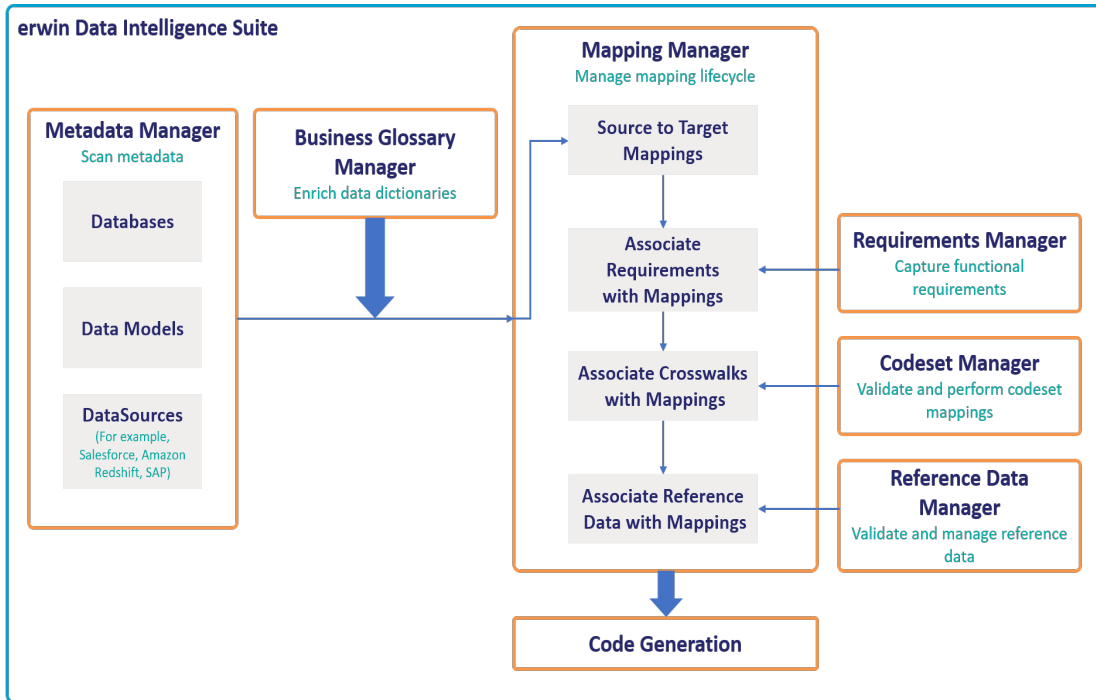 erwin Data Intelligence Suite
Metadata Manager
Scan metadata
Databases
Data Models
DataSources
(For example,
Salesforce, Amazon
Redshift, SAP)
Business Glossary
Manager
Enrich data dictionaries
Mapping Manager
Manage mapping lifecycle
Source to Target
Mappings
Associate
Requirements
with Mappings
Associate Crosswalks
with Mappings
Associate Reference
Data with Mappings
Requirements Manager
Capture functional
requirements
Codeset Manager
Validate and perform codeset
mappings
Reference Data
Manager
Validate and manage reference
data
Code Generation